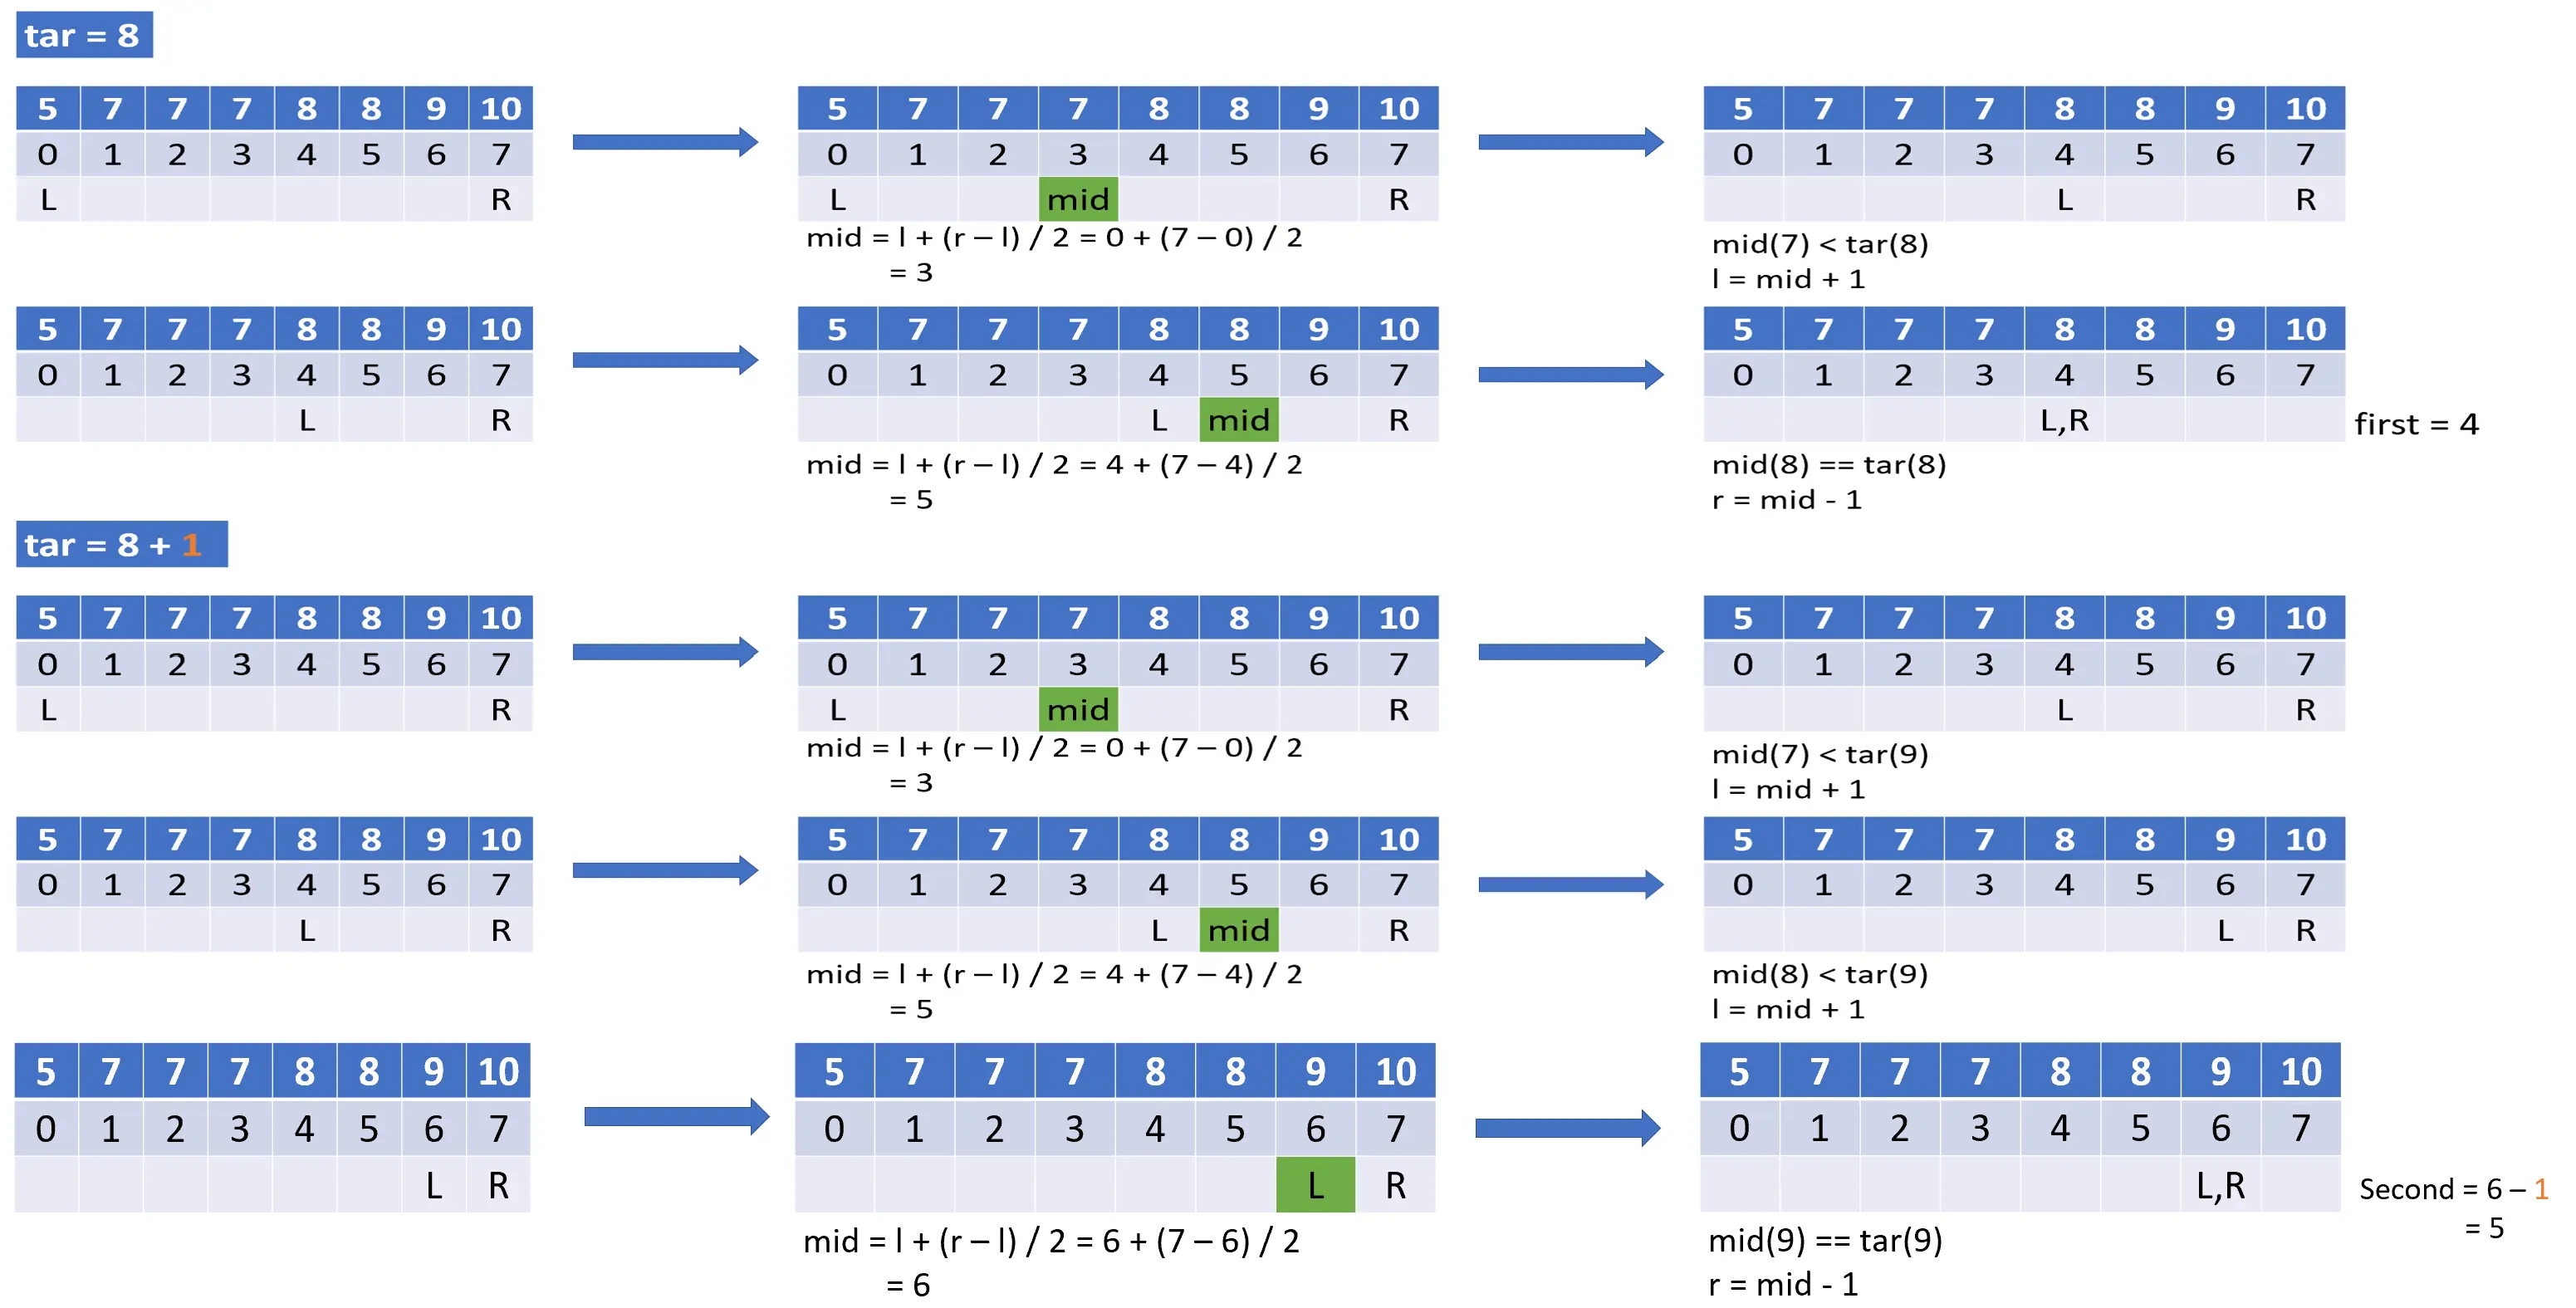 tar = 8
5 7 7 7 8 8 9 10
0 1 2 3 4 5 6 7
L R
5 7 7 7 8 8 9 10
0 1 2 3 4 5 6 7
L mid R
mid = l + (r – l) / 2 = 0 + (7 – 0) / 2
= 3
5 7 7 7 8 8 9 10
0 1 2 3 4 5 6 7
L R
mid(7) < tar(8)
l = mid + 1
5 7 7 7 8 8 9 10
0 1 2 3 4 5 6 7
L R
5 7 7 7 8 8 9 10
0 1 2 3 4 5 6 7
L mid R
mid = l + (r – l) / 2 = 4 + (7 – 4) / 2
= 5
5 7 7 7 8 8 9 10
0 1 2 3 4 5 6 7
L,R
mid(8) == tar(8)
r = mid - 1
first = 4
tar = 8 + 1
5 7 7 7 8 8 9 10
0 1 2 3 4 5 6 7
L R
5 7 7 7 8 8 9 10
0 1 2 3 4 5 6 7
L mid R
mid = l + (r – l) / 2 = 0 + (7 – 0) / 2
= 3
5 7 7 7 8 8 9 10
0 1 2 3 4 5 6 7
L R
mid(7) < tar(9)
l = mid + 1
5 7 7 7 8 8 9 10
0 1 2 3 4 5 6 7
L R
5 7 7 7 8 8 9 10
0 1 2 3 4 5 6 7
L mid R
mid = l + (r – l) / 2 = 4 + (7 – 4) / 2
= 5
5 7 7 7 8 8 9 10
0 1 2 3 4 5 6 7
L R
mid(8) < tar(9)
l = mid + 1
5 7 7 7 8 8 9 10
0 1 2 3 4 5 6 7
L R
5 7 7 7 8 8 9 10
0 1 2 3 4 5 6 7
L R
mid = l + (r – l) / 2 = 6 + (7 – 6) / 2
= 6
5 7 7 7 8 8 9 10
0 1 2 3 4 5 6 7
L,R
mid(9) == tar(9)
r = mid - 1
Second = 6 – 1
= 5